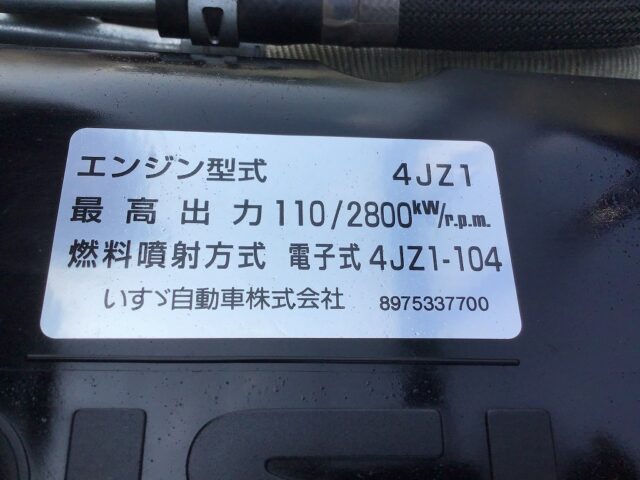 エンジン型式 4JZ1
最高出力 110/2800kW/r.p.m.
燃料噴射方式 電子式 4JZ1-104
いすゞ自動車株式会社 8975337700